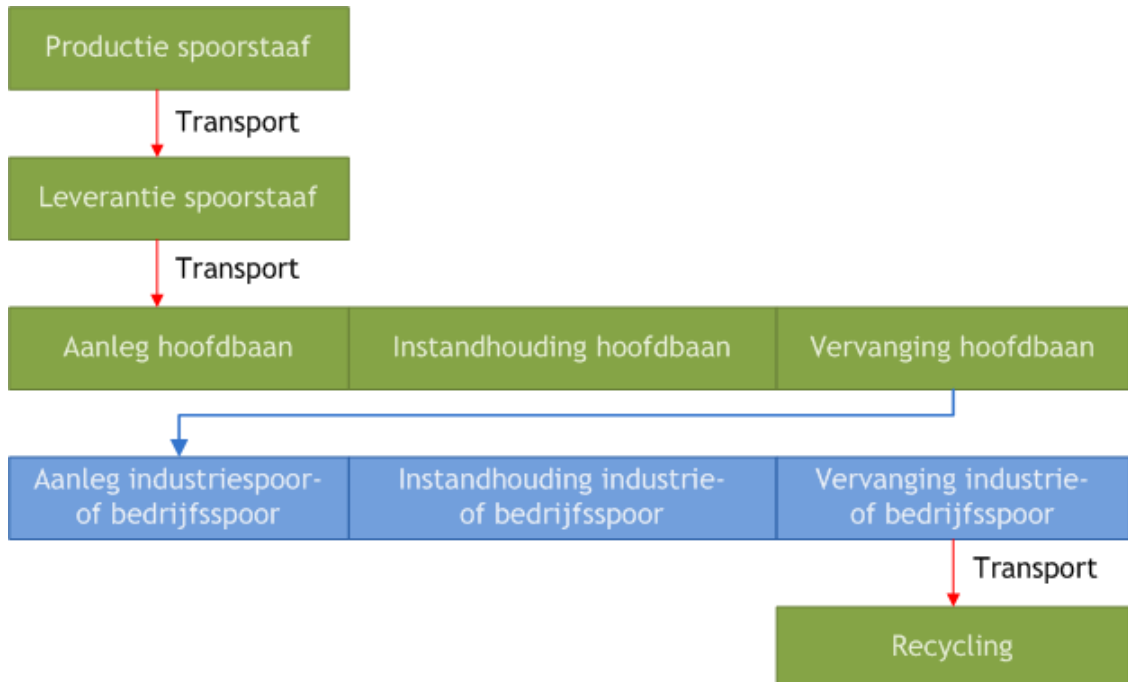 Productie spoorstaaf
Transport
Leverantie spoorstaaf
Transport
Aanleg hoofdbaan
Instandhouding hoofdbaan
Vervanging hoofdbaan
Aanleg industriespoor-
of bedrijfsspoor
Instandhouding industrie-
of bedrijfsspoor
Vervanging industrie-
of bedrijfsspoor
Transport
Recycling